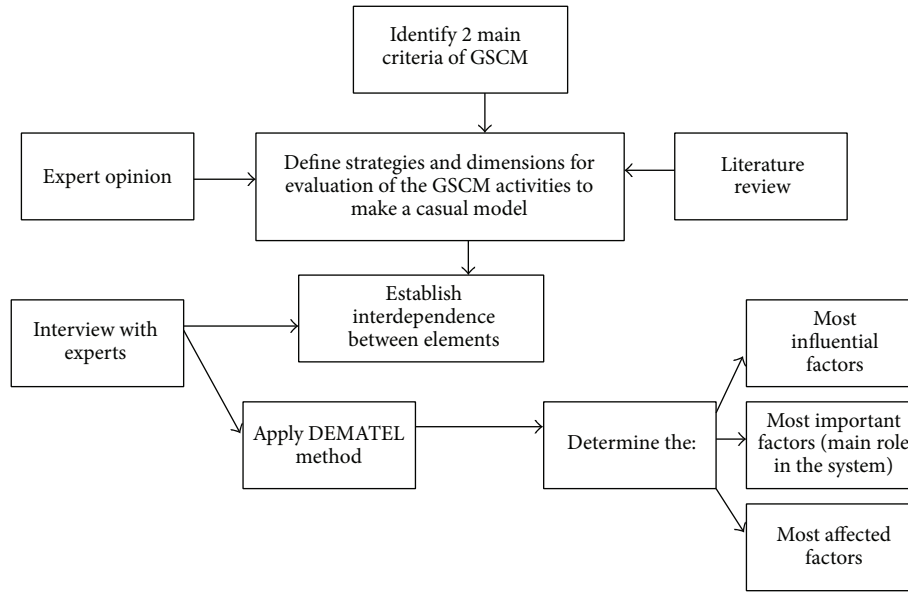 Identify 2 main
criteria of GSCM
Expert opinion
Define strategies and dimensions for
evaluation of the GSCM activities to
make a casual model
Literature
review
Interview with
experts
Establish
interdependence
between elements
Most
influential
factors
Apply DEMATEL
method
Determine the:
Most important
factors (main role
in the system)
Most affected
factors